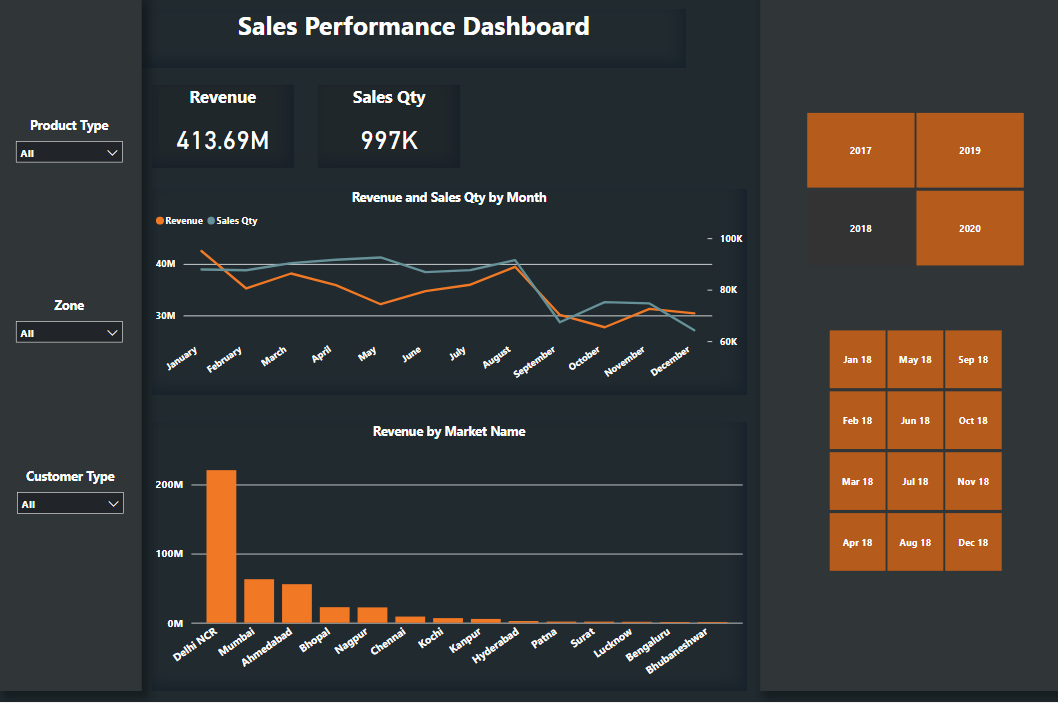 Sales Performance Dashboard
Revenue
413.69M
Sales Qty
997K
Product Type
All
Zone
All
Customer Type
All
Revenue and Sales Qty by Month
Revenue Sales Qty
40M
30M
100K
80K
60K
January
February
March
April
May
June
July
August
September
October
November
December
Revenue by Market Name
200M
100M
0M
Delhi NCR
Mumbai
Ahmedabad
Bhopal
Nagpur
Chennai
Kochi
Kanpur
Hyderabad
Patna
Surat
Lucknow
Bengaluru
Bhubaneshwar
2017 2019
2018 2020
Jan 18 May 18 Sep 18
Feb 18 Jun 18 Oct 18
Mar 18 Jul 18 Nov 18
Apr 18 Aug 18 Dec 18